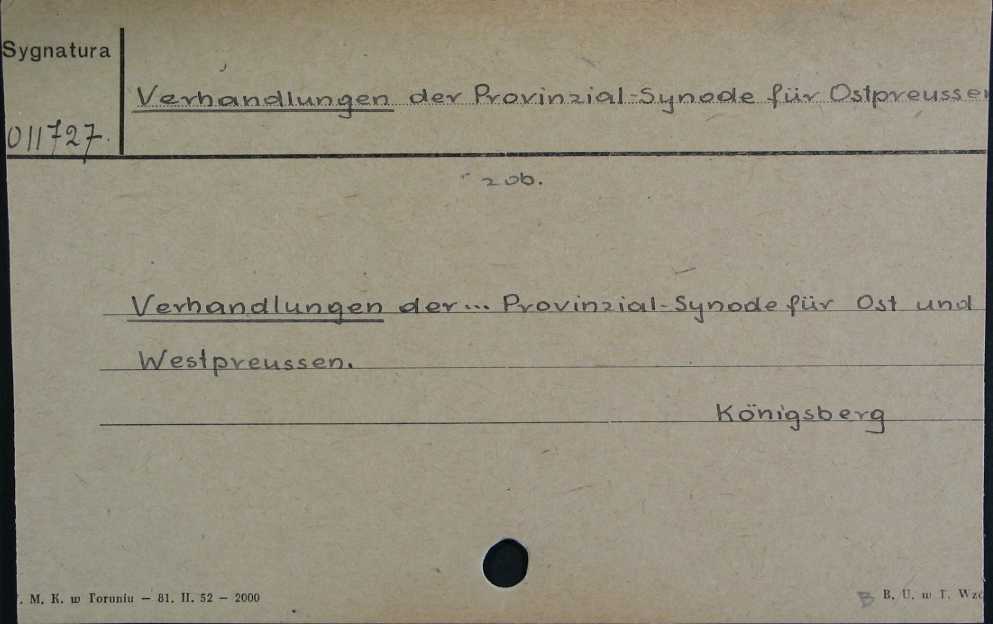 Sygnatura
Verhandlungen der Provinzial-Synode für Ostpreussen
011727.
zob.
Verhandlungen der... Provinzial-Synode für Ost und
Westpreussen.
Königsberg
. M. K. w Toruniu — 81. II. 52 — 2000
B B. U. w T. Wzó